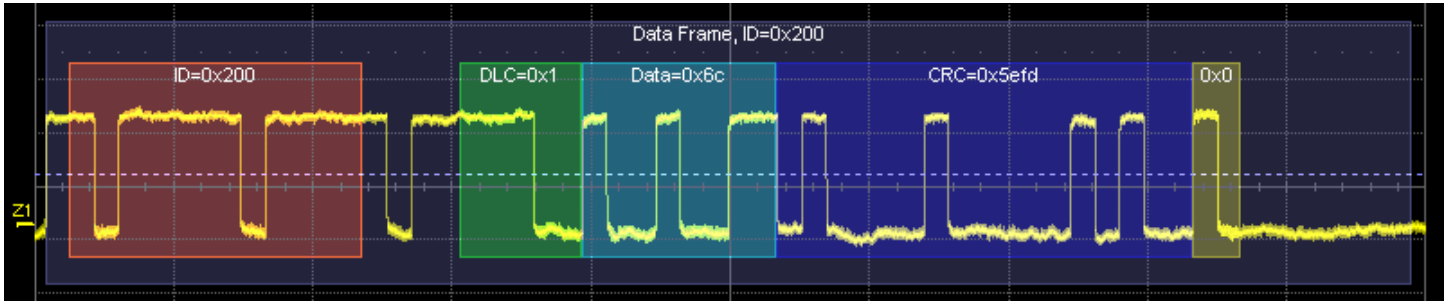 Data Frame, ID=0x200
ID=0x200
DLC=0x1
Data=0x6c
CRC=0x5efd
0x0
Z1